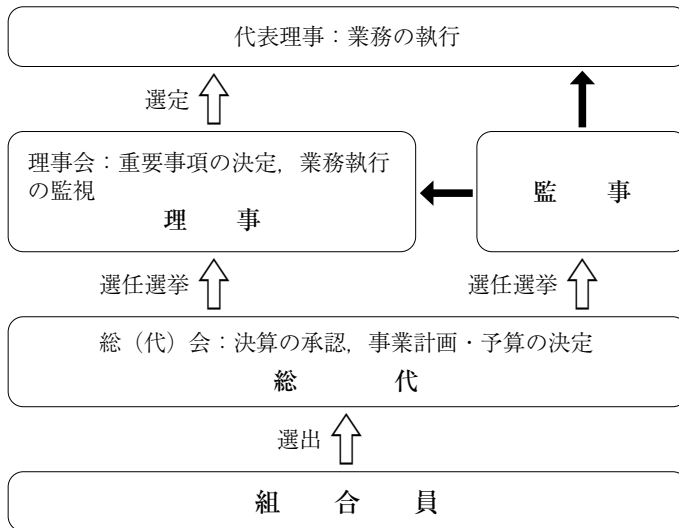 代表理事：業務の執行
選定
理事会：重要事項の決定，業務執行
の監視
理　事
監　事
選任選挙
選任選挙
総（代）会：決算の承認，事業計画・予算の決定
総　代
選出
組　合　員